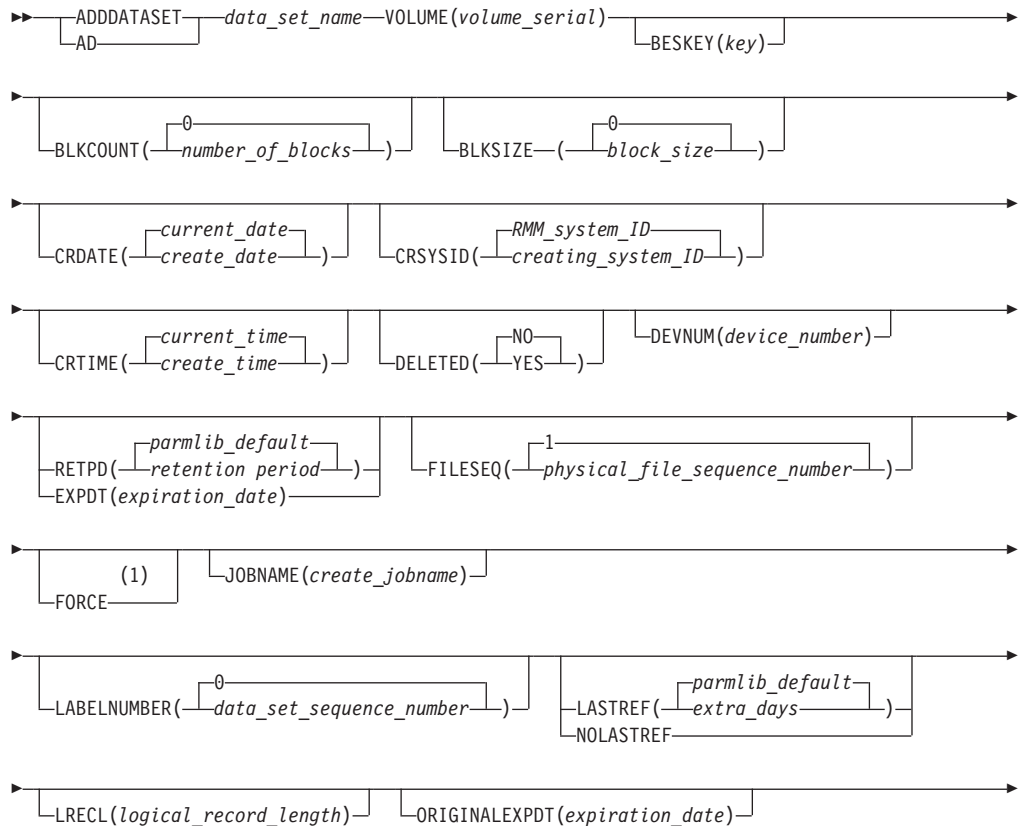 ADDDATASET data_set_name VOLUME(volume_serial)
AD BESKEY(key)
0 0
BLKCOUNT( number_of_blocks ) BLKSIZE ( block_size )
current_date RMM_system_ID
CRDATE( create_date ) CRSYSID( creating_system_ID )
current_time NO DEVNUM(device_number)
CRTIME( create_time ) DELETED( YES )
parmlib_default 1
RETPD( retention period ) FILESEQ( physical_file_sequence_number )
EXPDT(expiration_date)
(1) JOBNAME(create_jobname)
FORCE
0 parmlib_default
LABELNUMBER( data_set_sequence_number ) LASTREF( extra_days )
NOLASTREF
LRECL(logical_record_length) ORIGINALEXPDT(expiration_date)